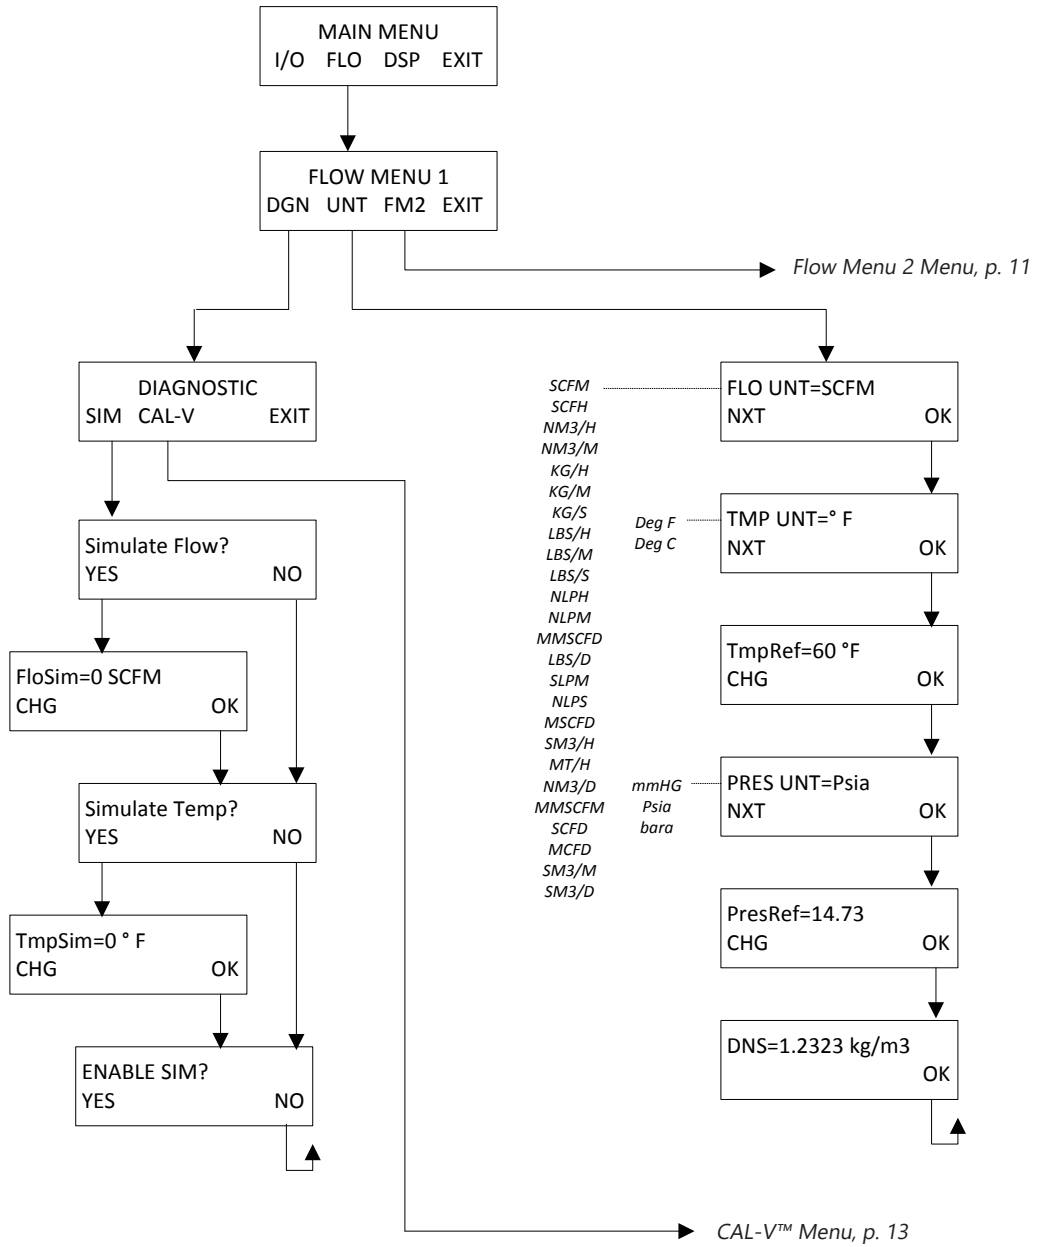 MAIN MENU
I/O FLO DSP EXIT
FLOW MENU 1
DGN UNT FM2 EXIT
Flow Menu 2 Menu, p. 11
DIAGNOSTIC
SIM CAL-V EXIT
Simulate Flow?
YES NO
FloSim=0 SCFM
CHG OK
Simulate Temp?
YES NO
TmpSim=0 ° F
CHG OK
ENABLE SIM?
YES NO
SCFM
SCFH
NM3/H
NM3/M
KG/H
KG/M
KG/S
LBS/H
LBS/M
LBS/S
NLPH
NLPM
MMSCFD
LBS/D
SLPM
NLPS
MSCFD
SM3/H
MT/H
NM3/D
MMSCFM
SCFD
MCFD
SM3/M
SM3/D
FLO UNT=SCFM
NXT OK
Deg F
Deg C
TMP UNT=° F
NXT OK
TmpRef=60 °F
CHG OK
mmHG
Psia
bara
PRES UNT=Psia
NXT OK
PresRef=14.73
CHG OK
DNS=1.2323 kg/m3
OK
CAL-V™ Menu, p. 13